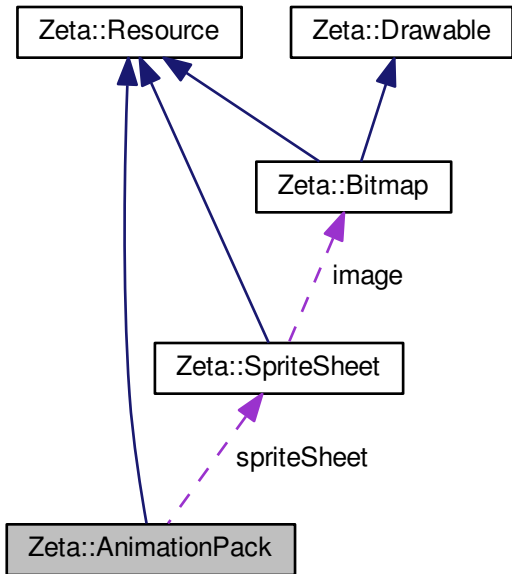 Zeta::Resource
Zeta::Drawable
Zeta::Bitmap
image
Zeta::SpriteSheet
spriteSheet
Zeta::AnimationPack